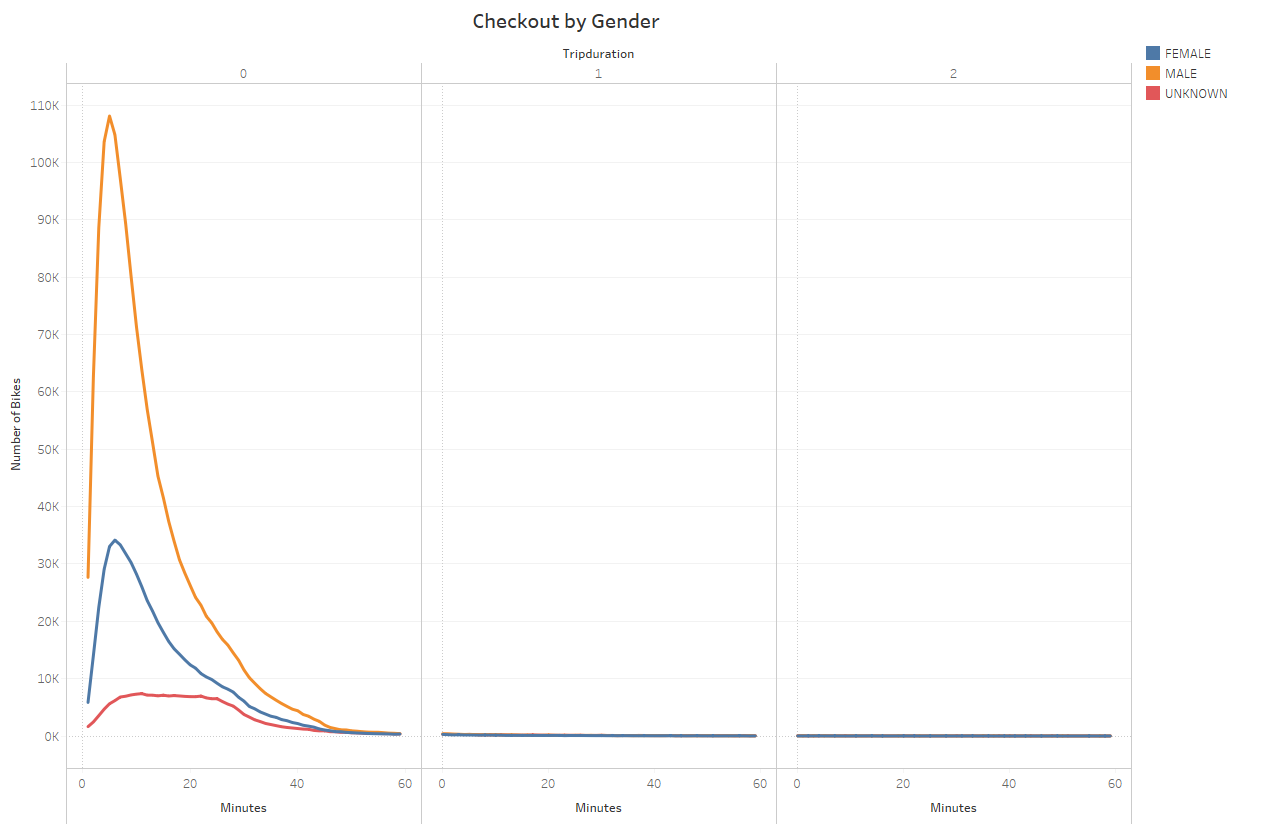 Checkout by Gender
Tripduration
0 1 2
FEMALE
MALE
UNKNOWN
110K
100K
90K
80K
70K
60K
50K
40K
30K
20K
10K
0K
Number of Bikes
0 20 40 60 0 20 40 60 0 20 40 60
Minutes Minutes Minutes